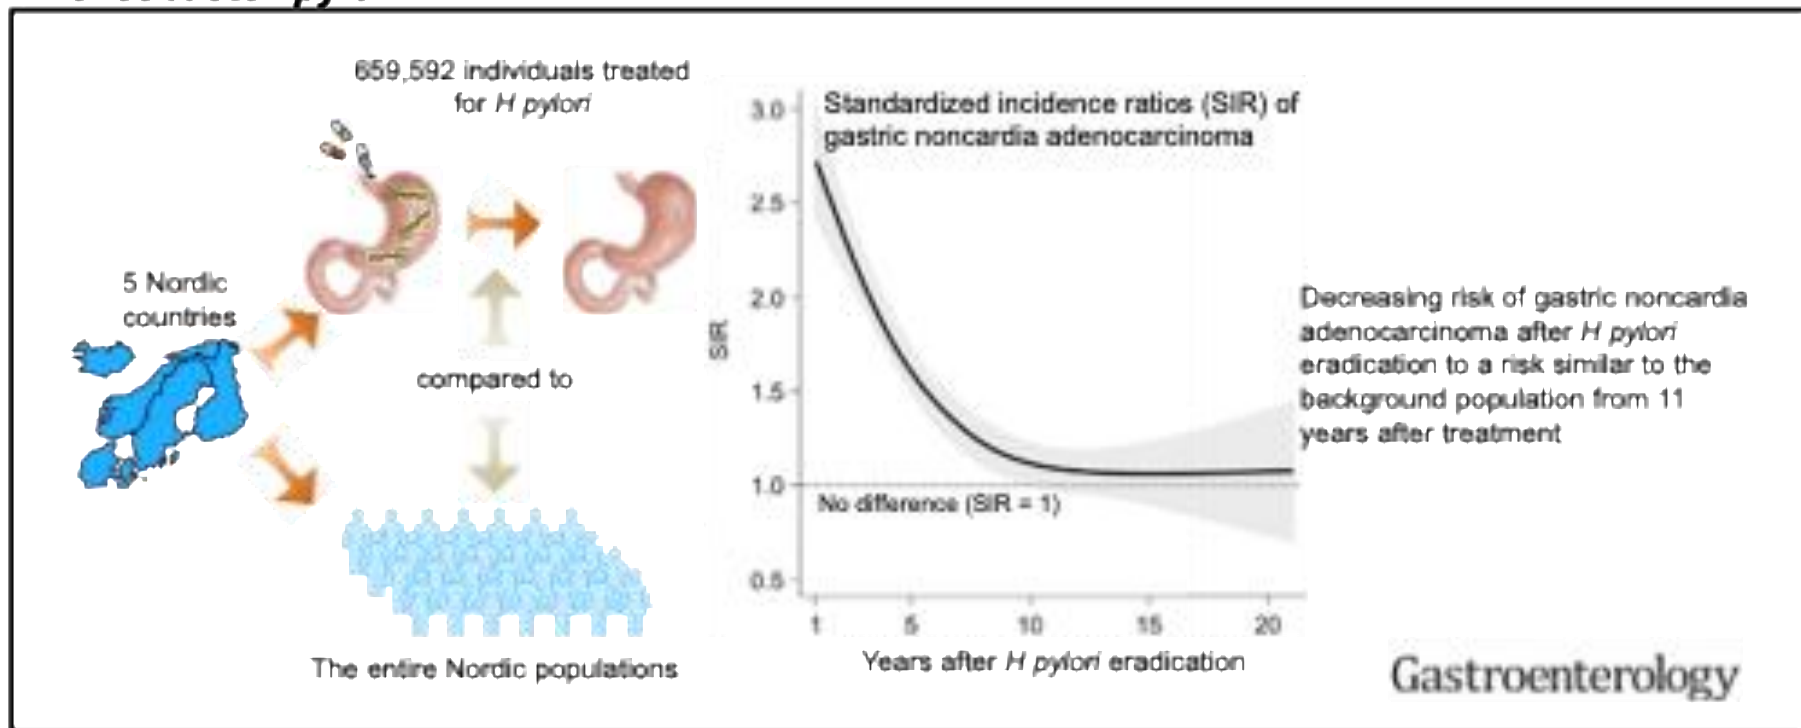 659,592 individuals treated
for H pylori
5 Nordic
countries
compared to
The entire Nordic populations
Standardized incidence ratios (SIR) of
gastric noncardia adenocarcinoma
3.0
2.5
2.0
1.5
1.0
0.5
SIR
No difference (SIR = 1)
1 5 10 15 20
Years after H pylori eradication
Decreasing risk of gastric noncardia
adenocarcinoma after H pylori
eradication to a risk similar to the
background population from 11
years after treatment
Gastroenterology